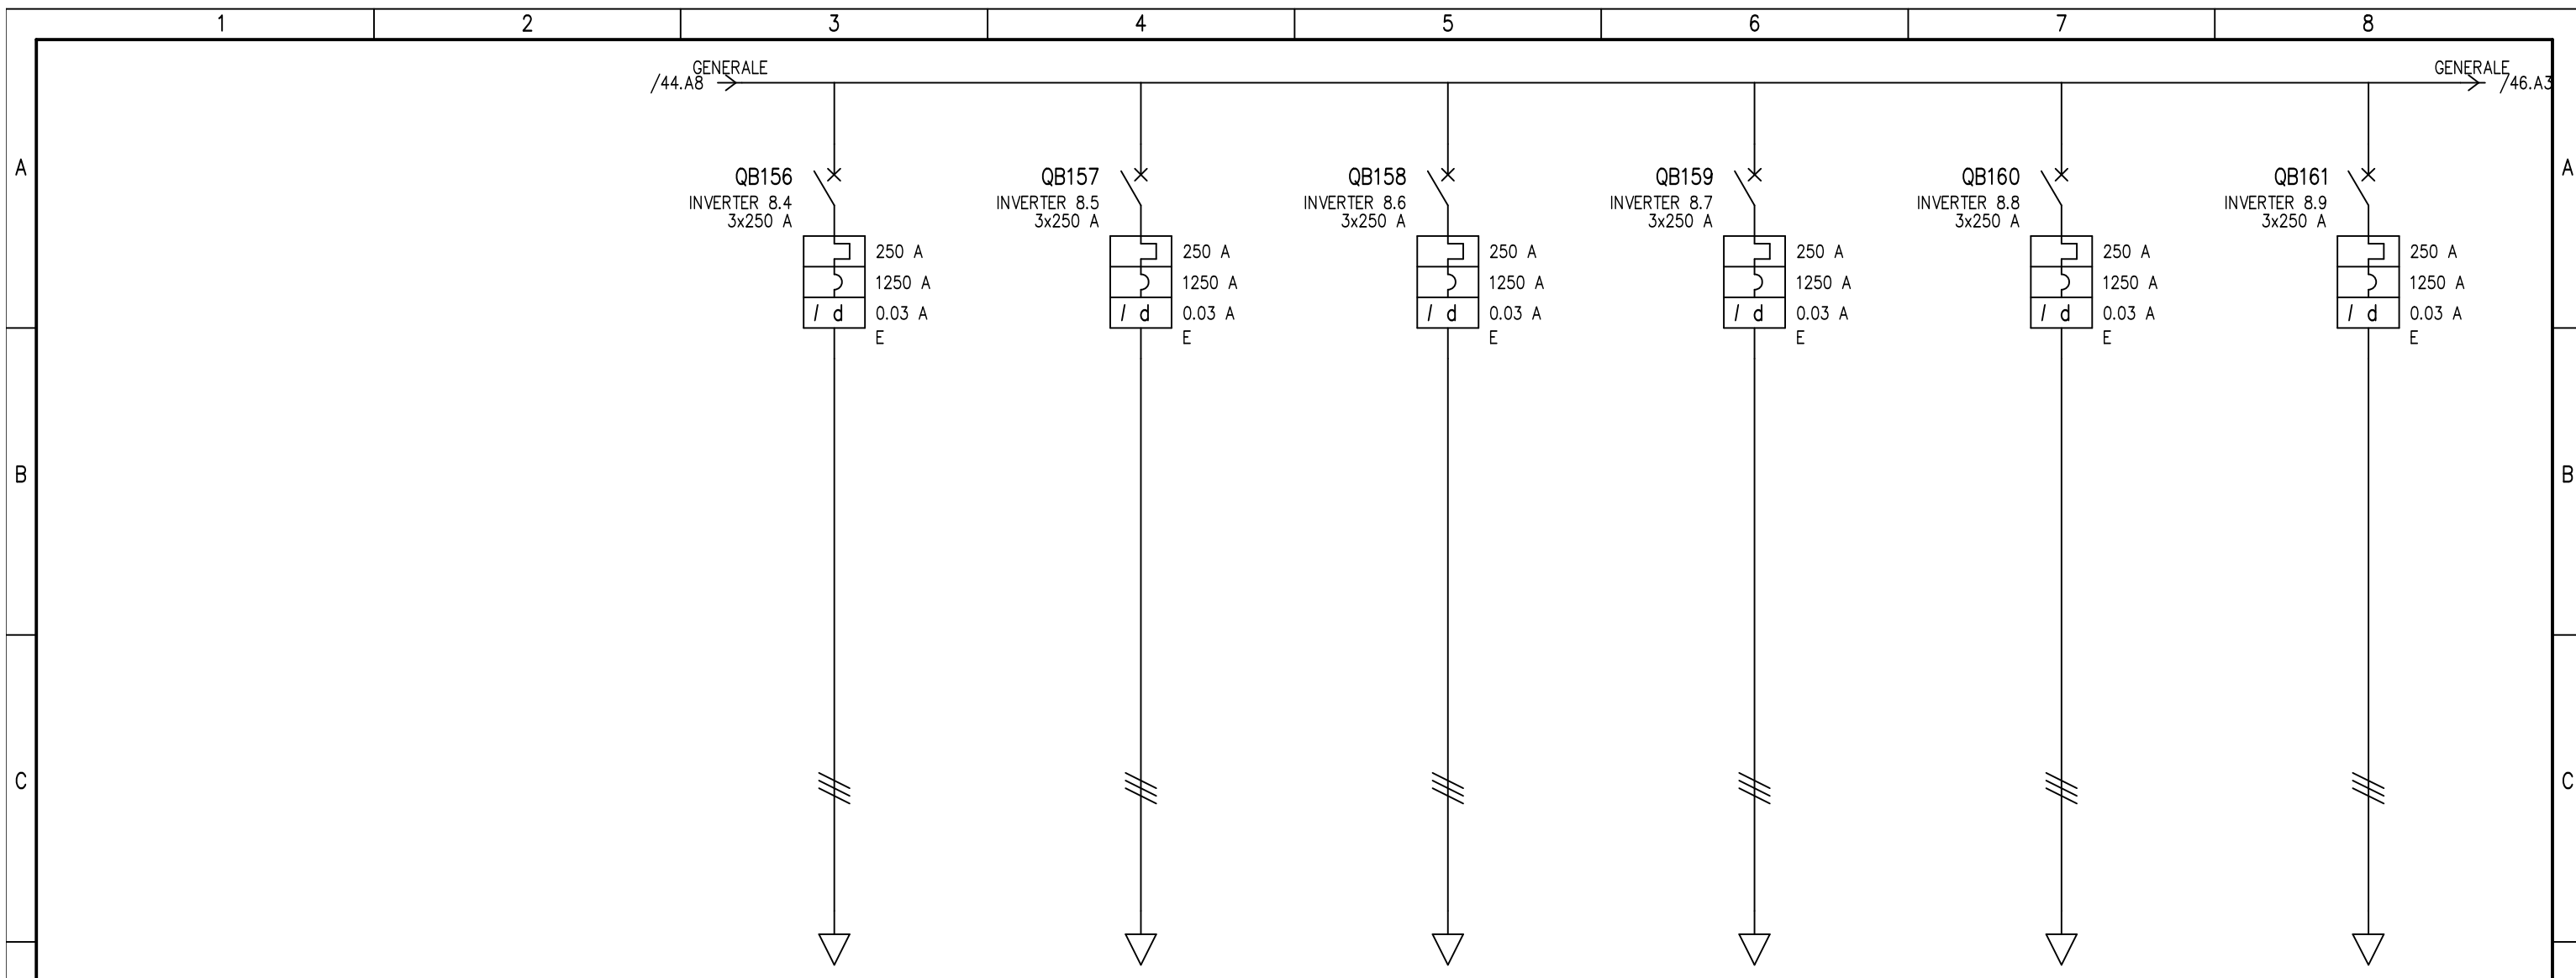 1 2 3 4 5 6 7 8
GENERALE GENERALE
/44.A8 /46.A3
A A
QB156 QB157 QB158 QB159 QB160 QB161
INVERTER 8.4 INVERTER 8.5 INVERTER 8.6 INVERTER 8.7 INVERTER 8.8 INVERTER 8.9
3x250 A 3x250 A 3x250 A 3x250 A 3x250 A 3x250 A
250 A 250 A 250 A 250 A 250 A 250 A
1250 A 1250 A 1250 A 1250 A 1250 A 1250 A
I d 0.03 A I d 0.03 A I d 0.03 A I d 0.03 A I d 0.03 A I d 0.03 A
E E E E E E
B B
C C